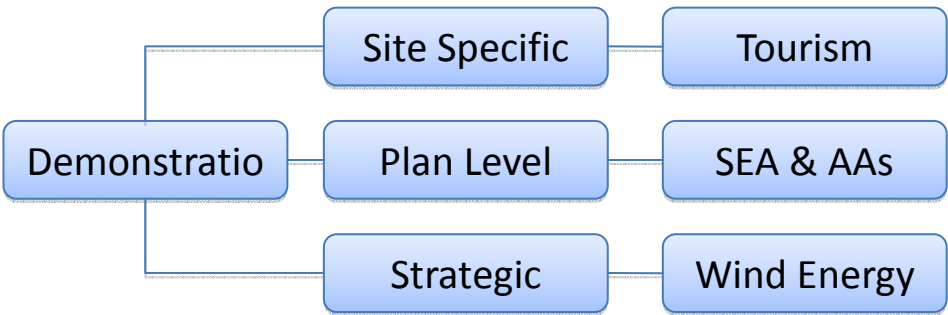 Site Specific
Tourism
Demonstratio
Plan Level
SEA & AAs
Strategic
Wind Energy